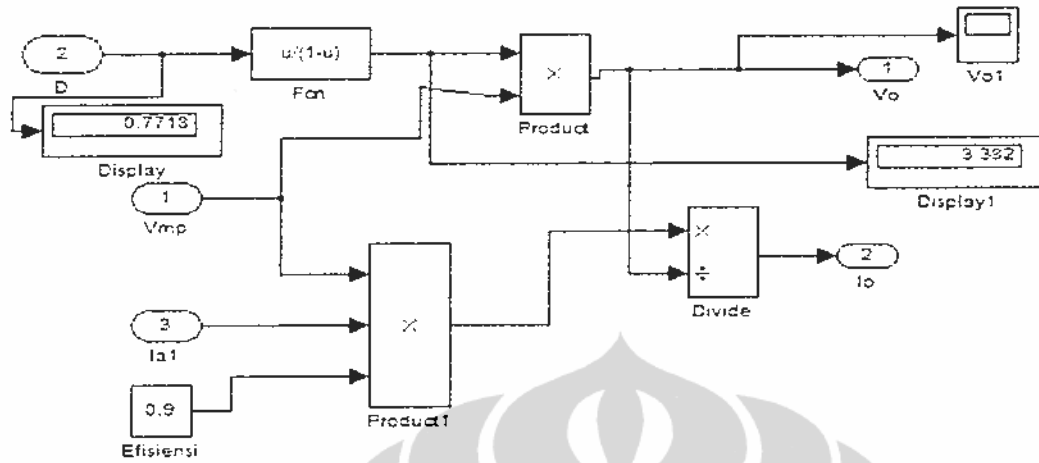 2
D
u/(1-u)
Fcn
×
Product
1
Vo
Vo1
0.7718
Display
3.382
Display1
1
Vmp
×
÷
Divide
2
Io
3
Ia1
×
Product1
0.9
Efisiensi